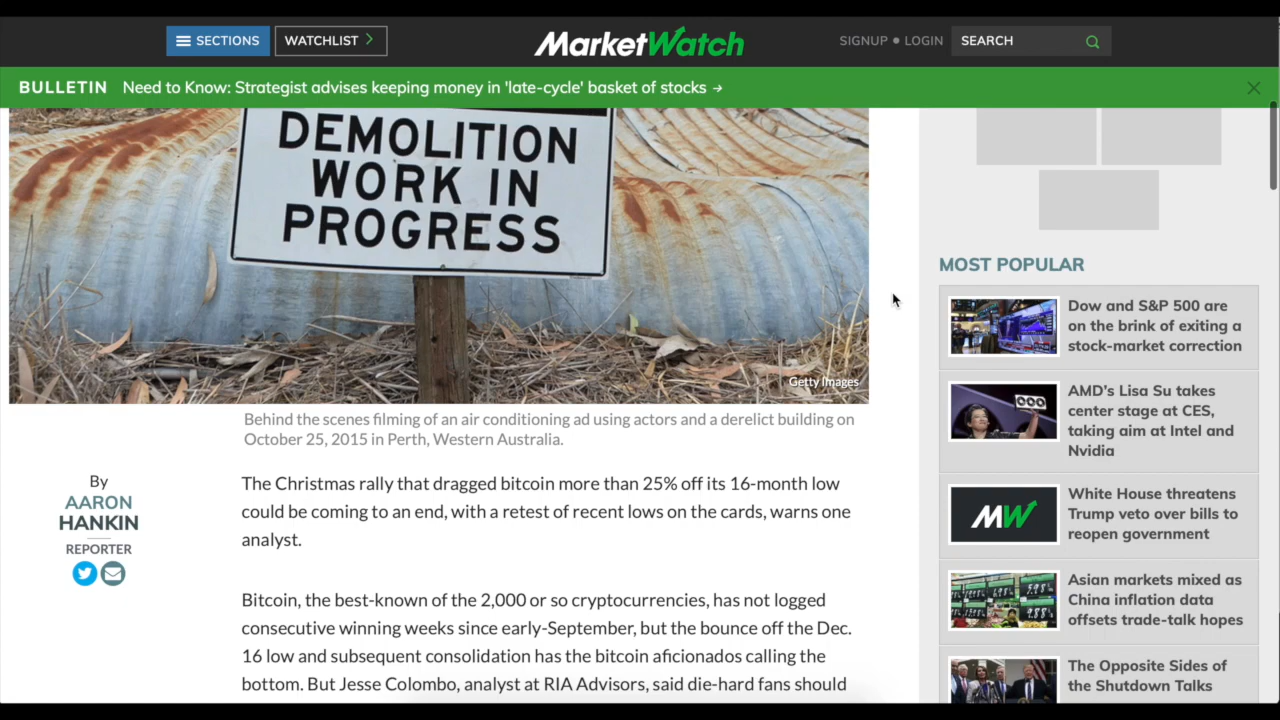 SECTIONS
WATCHLIST
MarketWatch
SIGNUP • LOGIN
SEARCH
BULLETIN Need to Know: Strategist advises keeping money in 'late-cycle' basket of stocks →
DEMOLITION
WORK IN
PROGRESS
Getty Images
Behind the scenes filming of an air conditioning ad using actors and a derelict building on
October 25, 2015 in Perth, Western Australia.
By
AARON
HANKIN
REPORTER
The Christmas rally that dragged bitcoin more than 25% off its 16-month low
could be coming to an end, with a retest of recent lows on the cards, warns one
analyst.
Bitcoin, the best-known of the 2,000 or so cryptocurrencies, has not logged
consecutive winning weeks since early-September, but the bounce off the Dec.
16 low and subsequent consolidation has the bitcoin aficionados calling the
bottom. But Jesse Colombo, analyst at RIA Advisors, said die-hard fans should
MOST POPULAR
Dow and S&P 500 are
on the brink of exiting a
stock-market correction
AMD's Lisa Su takes
center stage at CES,
taking aim at Intel and
Nvidia
MW
White House threatens
Trump veto over bills to
reopen government
Asian markets mixed as
China inflation data
offsets trade-talk hopes
The Opposite Sides of
the Shutdown Talks